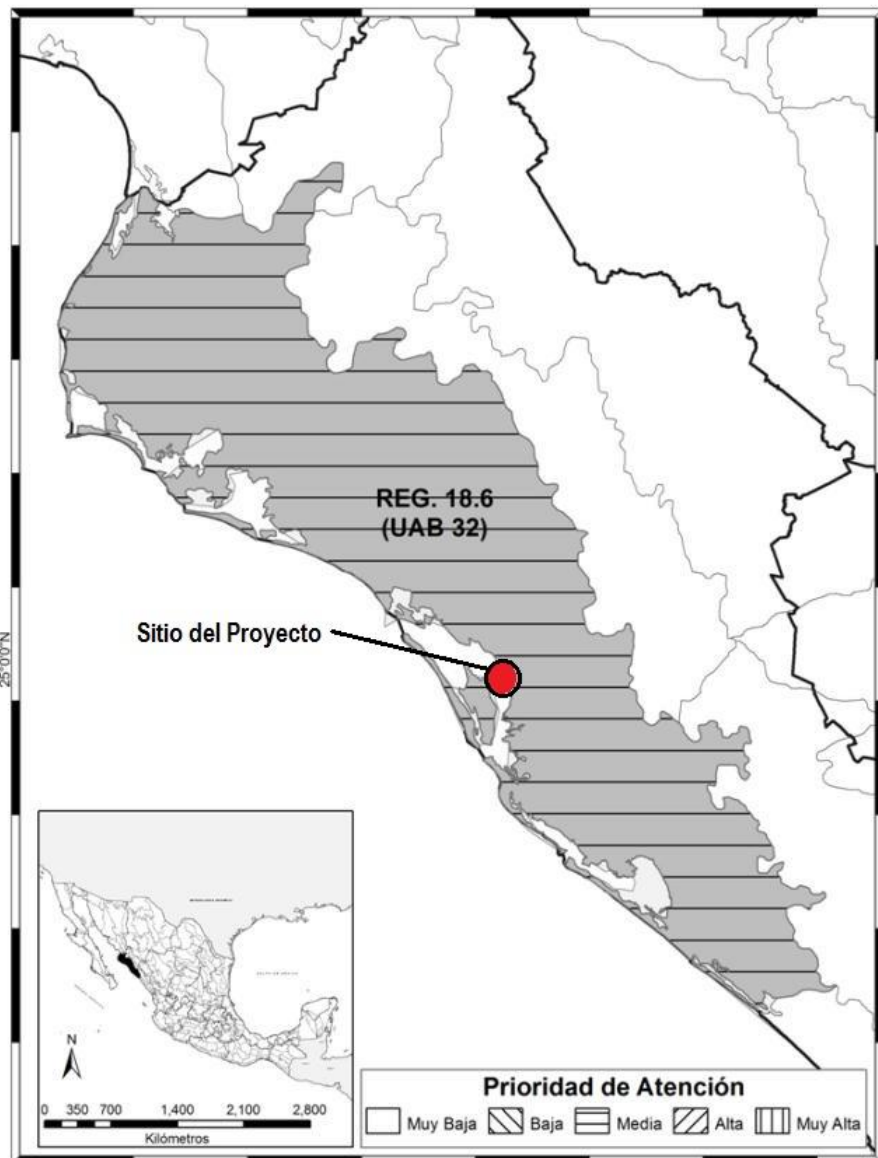 REG. 18.6
(UAB 32)
Sitio del Proyecto
25°0'0"N
N
0 350 700 1,400 2,100 2,800
Kilómetros
Prioridad de Atención
Muy Baja Baja Media Alta Muy Alta